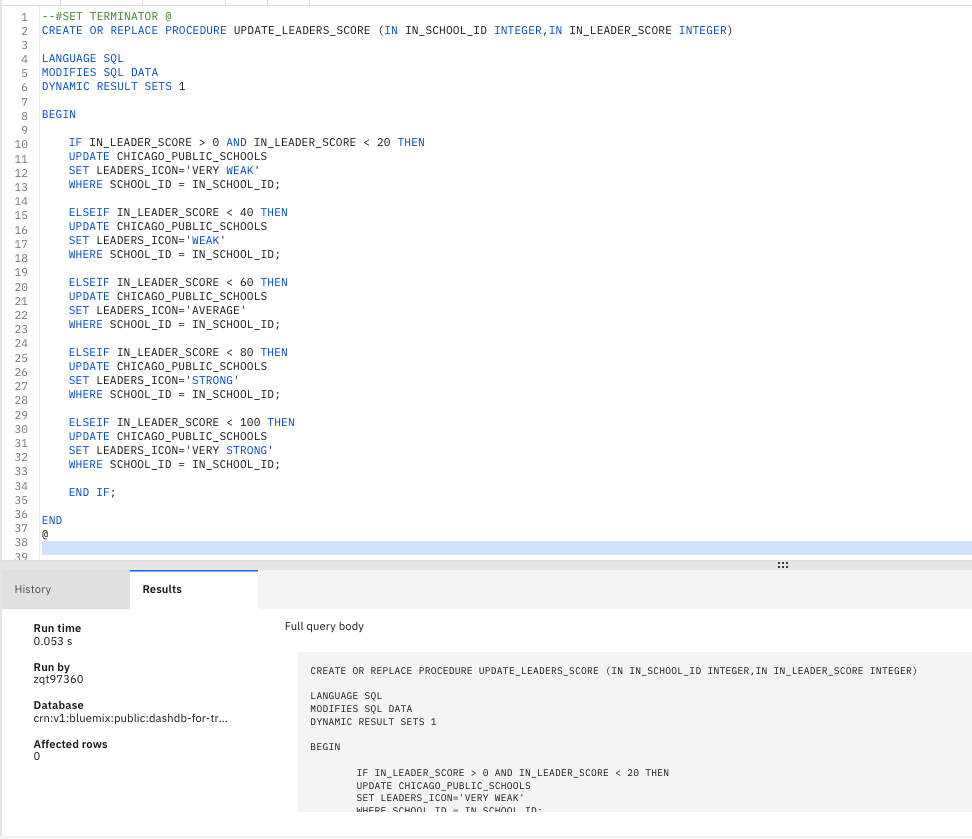 1 --#SET TERMINATOR @
2 CREATE OR REPLACE PROCEDURE UPDATE_LEADERS_SCORE (IN IN_SCHOOL_ID INTEGER,IN IN_LEADER_SCORE INTEGER)
3
4 LANGUAGE SQL
5 MODIFIES SQL DATA
6 DYNAMIC RESULT SETS 1
7
8 BEGIN
9
10 IF IN_LEADER_SCORE > 0 AND IN_LEADER_SCORE < 20 THEN
11 UPDATE CHICAGO_PUBLIC_SCHOOLS
12 SET LEADERS_ICON='VERY WEAK'
13 WHERE SCHOOL_ID = IN_SCHOOL_ID;
14
15 ELSEIF IN_LEADER_SCORE < 40 THEN
16 UPDATE CHICAGO_PUBLIC_SCHOOLS
17 SET LEADERS_ICON='WEAK'
18 WHERE SCHOOL_ID = IN_SCHOOL_ID;
19
20 ELSEIF IN_LEADER_SCORE < 60 THEN
21 UPDATE CHICAGO_PUBLIC_SCHOOLS
22 SET LEADERS_ICON='AVERAGE'
23 WHERE SCHOOL_ID = IN_SCHOOL_ID;
24
25 ELSEIF IN_LEADER_SCORE < 80 THEN
26 UPDATE CHICAGO_PUBLIC_SCHOOLS
27 SET LEADERS_ICON='STRONG'
28 WHERE SCHOOL_ID = IN_SCHOOL_ID;
29
30 ELSEIF IN_LEADER_SCORE < 100 THEN
31 UPDATE CHICAGO_PUBLIC_SCHOOLS
32 SET LEADERS_ICON='VERY STRONG'
33 WHERE SCHOOL_ID = IN_SCHOOL_ID;
34
35 END IF;
36
37 END
38 @
39
History
Results
Run time
0.053 s
Run by
zqt97360
Database
crn:v1:bluemix:public:dashdb-for-tr...
Affected rows
0
Full query body
CREATE OR REPLACE PROCEDURE UPDATE_LEADERS_SCORE (IN IN_SCHOOL_ID INTEGER,IN IN_LEADER_SCORE INTEGER)
LANGUAGE SQL
MODIFIES SQL DATA
DYNAMIC RESULT SETS 1
BEGIN
IF IN_LEADER_SCORE > 0 AND IN_LEADER_SCORE < 20 THEN
UPDATE CHICAGO_PUBLIC_SCHOOLS
SET LEADERS_ICON='VERY WEAK'
WHERE SCHOOL_ID = IN_SCHOOL_ID;